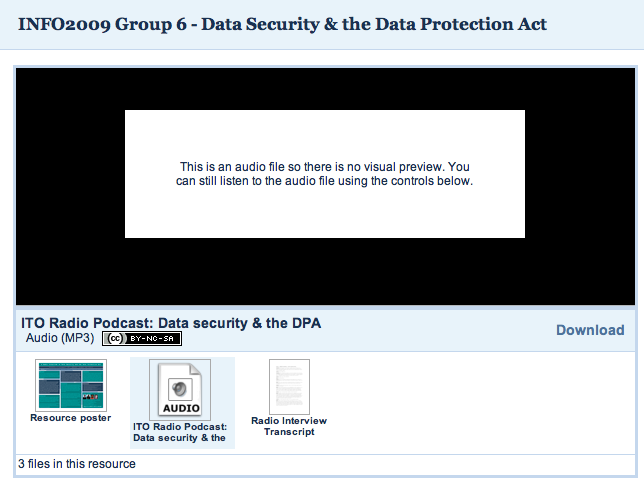 INFO2009 Group 6 - Data Security & the Data Protection Act
This is an audio file so there is no visual preview. You
can still listen to the audio file using the controls below.
ITO Radio Podcast: Data security & the DPA
Audio (MP3) cc BY-NC-SA
Download
Resource poster
AUDIO
ITO Radio Podcast:
Data security & the
Radio Interview
Transcript
3 files in this resource